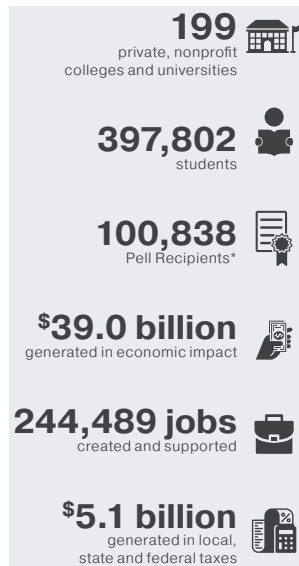 199
private, nonprofit
colleges and universities
397,802
students
100,838
Pell Recipients*
$39.0 billion
generated in economic impact
244,489 jobs
created and supported
$5.1 billion
generated in local,
state and federal taxes